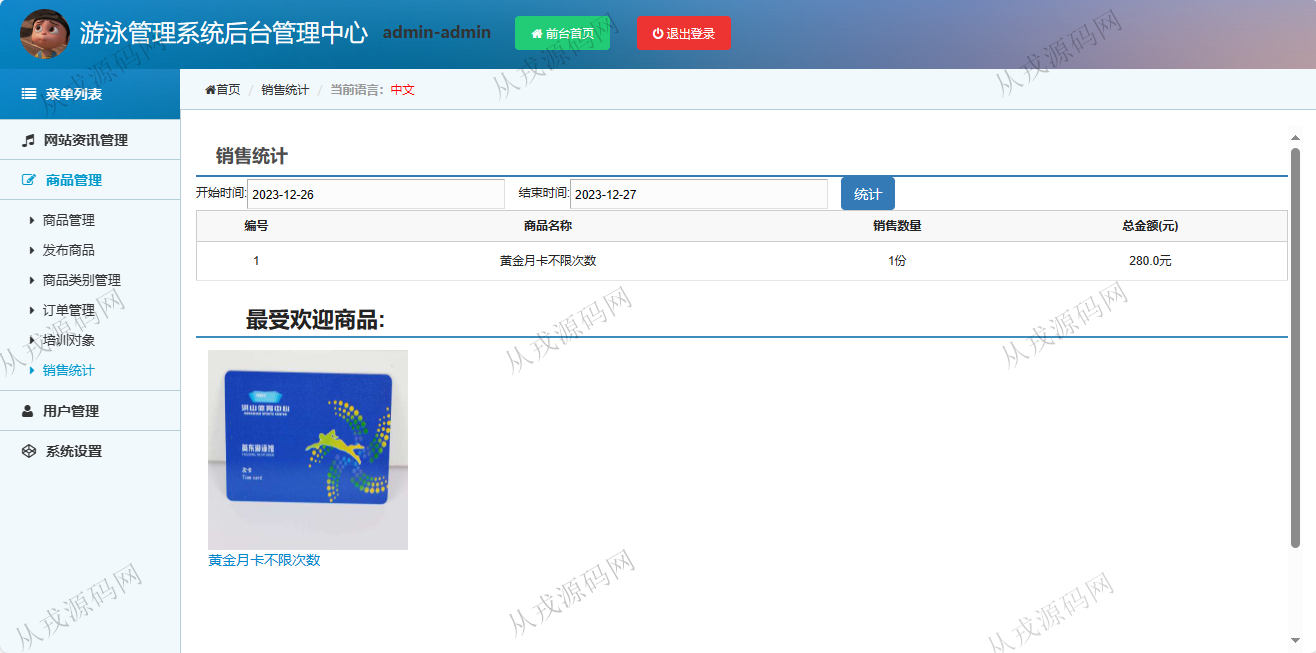 游泳管理系统后台管理中心 admin-admin 前台首页 退出登录
菜单列表
首页 / 销售统计 / 当前语言: 中文
网站资讯管理
商品管理
商品管理
发布商品
商品类别管理
订单管理
培训对象
销售统计
用户管理
系统设置
销售统计
开始时间: 2023-12-26 结束时间: 2023-12-27 统计
编号 商品名称 销售数量 总金额(元)
1 黄金月卡不限次数 1份 280.0元
最受欢迎商品:
次卡
Time card
黄金月卡不限次数
从戎源码网
从戎源码网
从戎源码网
从戎源码网
从戎源码网
从戎源码网
从戎源码网
从戎源码网
从戎源码网